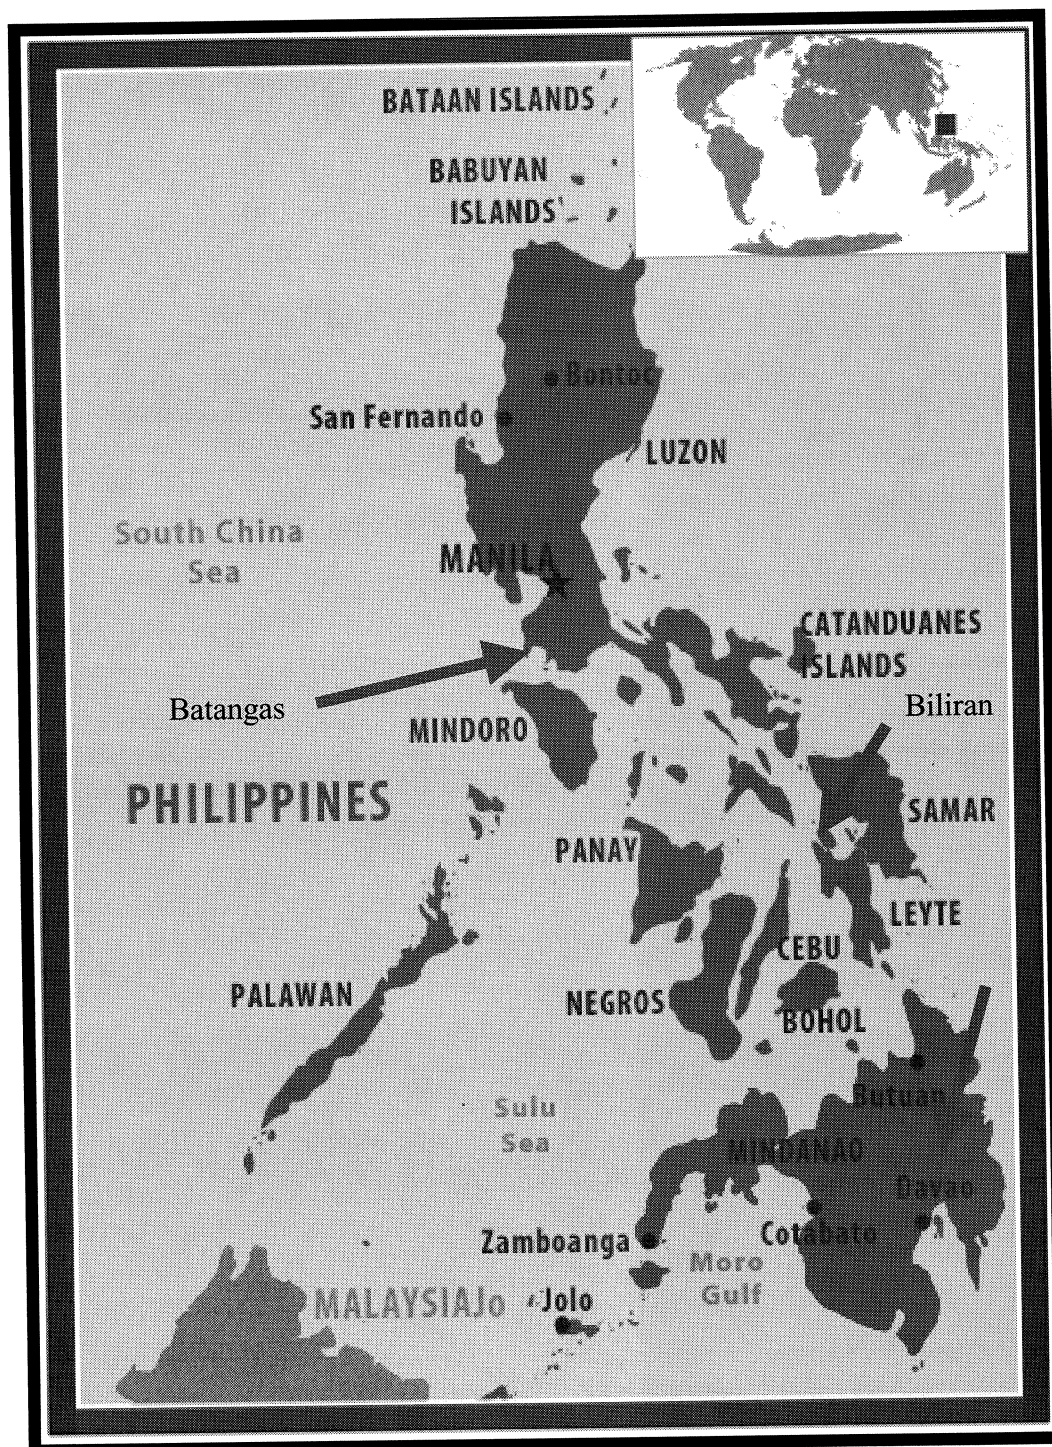 BATAAN ISLANDS
BABUYAN
ISLANDS
Bontoc
San Fernando
LUZON
South China
Sea
MANILA
CATANDUANES
ISLANDS
Batangas
Biliran
MINDORO
PHILIPPINES
SAMAR
PANAY
LEYTE
CEBU
PALAWAN
NEGROS
BOHOL
Butuan
Sulu
Sea
MINDANAO
Davao
Cotabato
Zamboanga
Moro
Gulf
MALAYSIAJo
Jolo